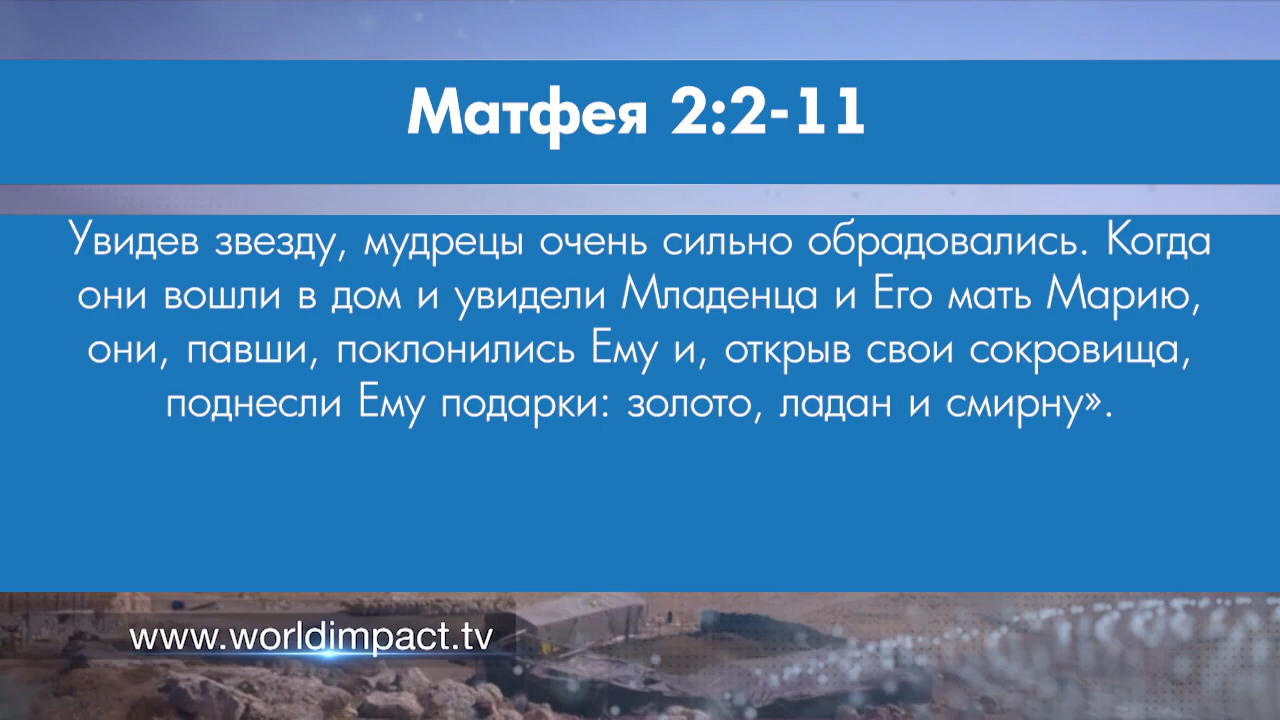 Матфея 2:2-11
Увидев звезду, мудрецы очень сильно обрадовались. Когда
они вошли в дом и увидели Младенца и Его мать Марию,
они, павши, поклонились Ему и, открыв свои сокровища,
поднесли Ему подарки: золото, ладан и смирну».
www.worldimpact.tv